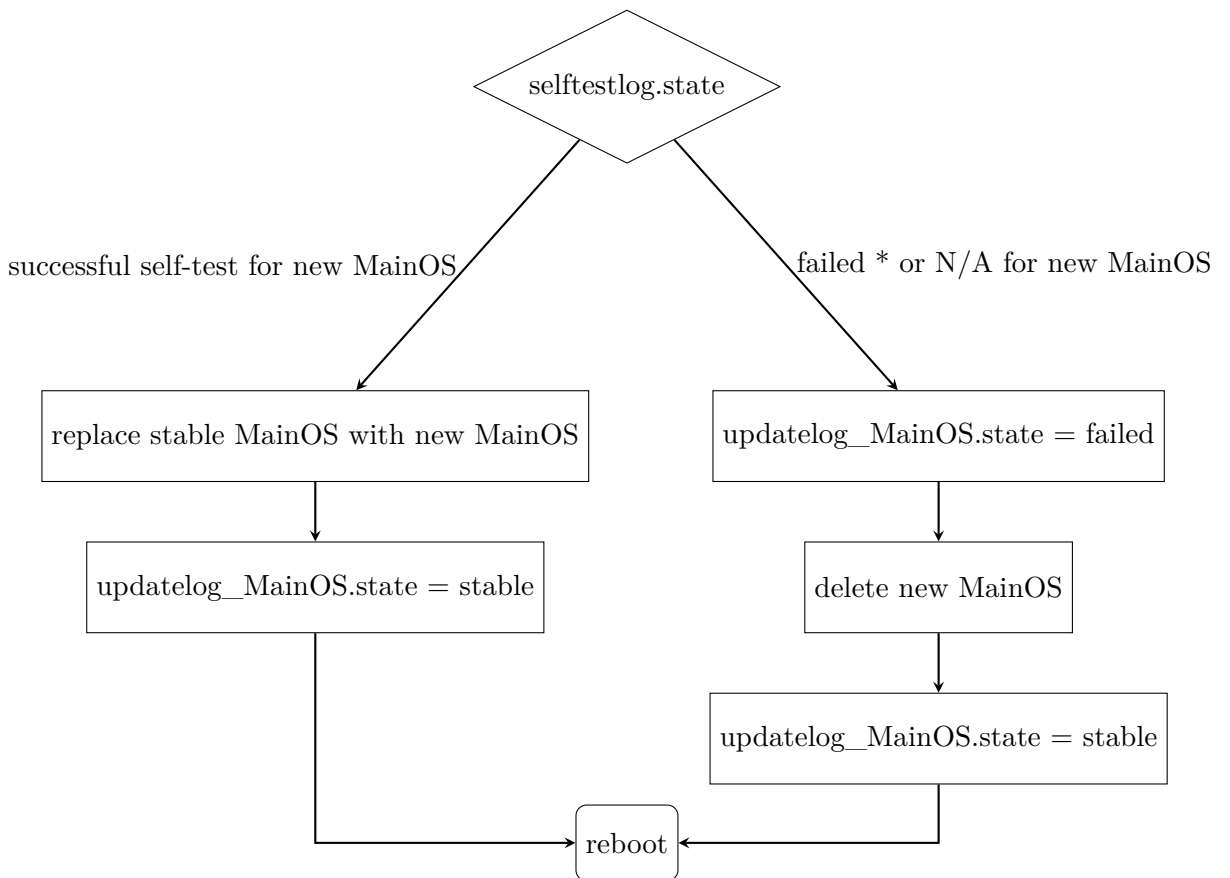 selftestlog.state
successful self-test for new MainOS
failed * or N/A for new MainOS
replace stable MainOS with new MainOS
updatelog_MainOS.state = failed
updatelog_MainOS.state = stable
delete new MainOS
updatelog_MainOS.state = stable
reboot